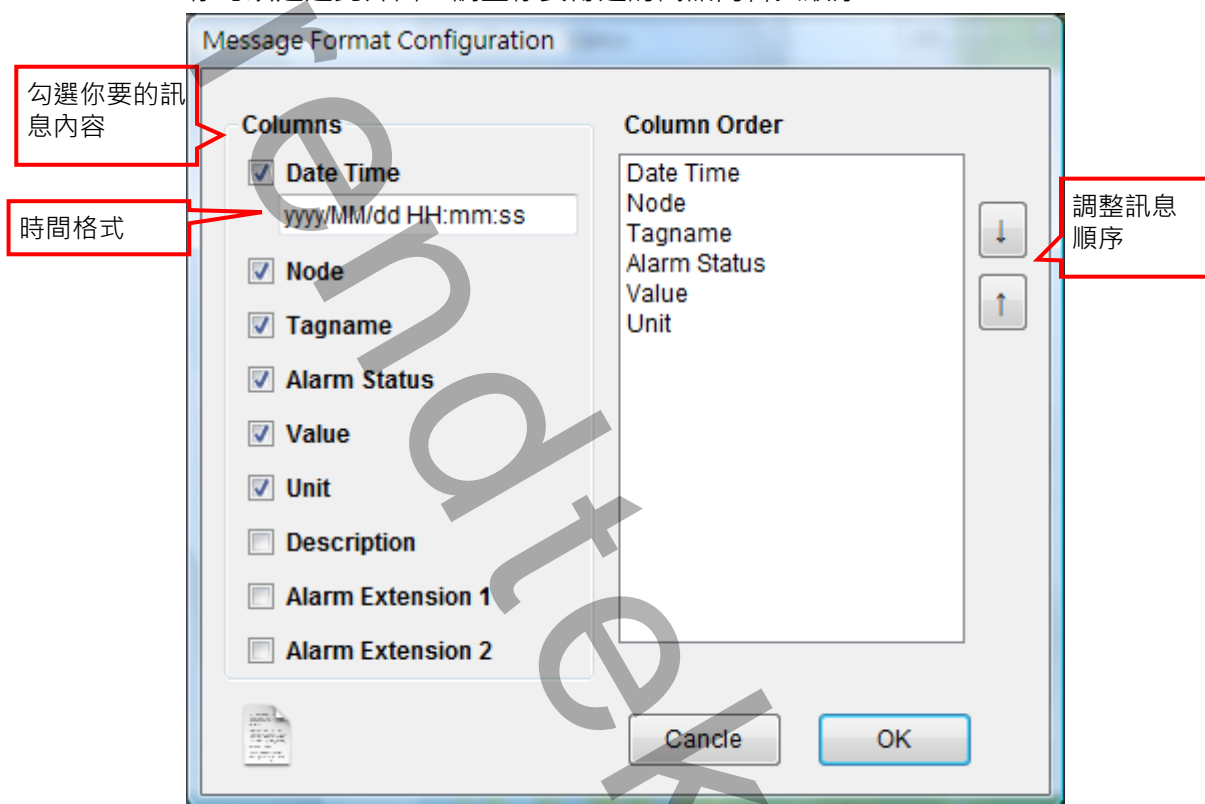 Message Format Configuration
勾選你要的訊
息內容
Columns
Date Time
yyyy/MM/dd HH:mm:ss
時間格式
Node
Tagname
Alarm Status
Value
Unit
Description
Alarm Extension 1
Alarm Extension 2
Column Order
Date Time
Node
Tagname
Alarm Status
Value
Unit
↓
↑
調整訊息
順序
Cancle
OK
endtek